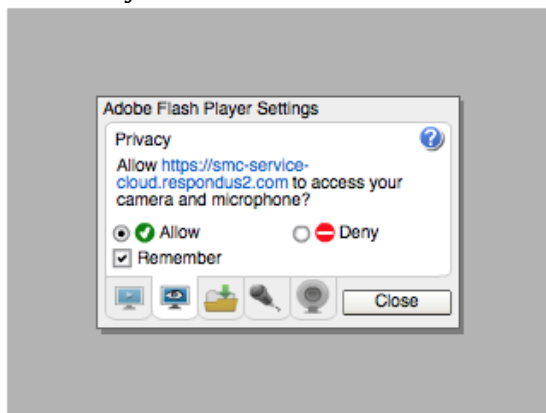 Adobe Flash Player Settings
Privacy
Allow https://smc-service-
cloud.respondus2.com to access your
camera and microphone?
Allow
Deny
Remember
Close